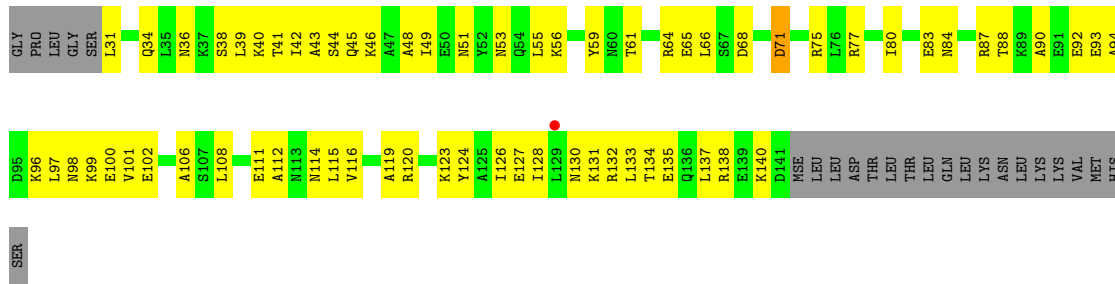 GLY PRO LEU GLY SER L31 Q34 L35 N36 K37 S38 L39 K40 T41 I42 A43 S44 Q45 K46 A47 A48 I49 E50 N51 Y52 N53 Q54 L55 K56 Y59 N60 T61 R64 E65 L66 S67 D68 D71 R75 L76 R77 I80 E83 N84 R87 T88 K89 A90 E91 E92 E93 A94
D95 K96 L97 N98 K99 E100 V101 E102 A106 S107 L108 E111 A112 N113 N114 L115 V116 A119 R120 K123 Y124 A125 I126 E127 I128 L129 N130 K131 R132 L133 T134 E135 Q136 L137 R138 E139 K140 D141 MSE LEU LEU ASP THR LEU THR LEU GLN LEU LYS ASN LEU LYS LYS VAL MET HIS
SER